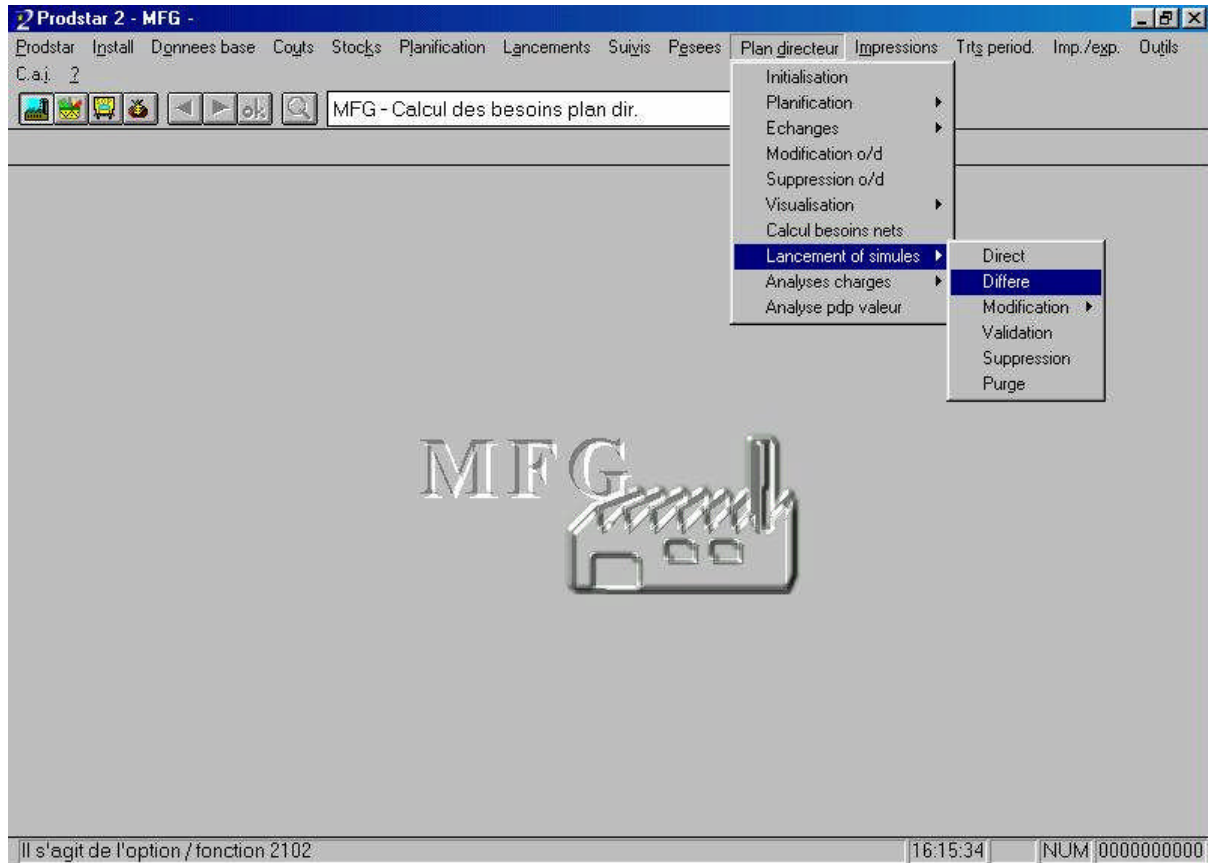 Prodstar 2 - MFG -
Prodstar Install Donnees base Couts Stocks Planification Lancements Suivis Pesees Plan directeur Impressions Trts period. Imp./exp. Outils
C.a.j. ?
ok MFG - Calcul des besoins plan dir.
Initialisation
Planification
Echanges
Modification o/d
Suppression o/d
Visualisation
Calcul besoins nets
Lancement of simules
Analyses charges
Analyse pdp valeur
Direct
Differe
Modification
Validation
Suppression
Purge
MFG
Il s'agit de l'option / fonction 2102 16:15:34 NUM 0000000000